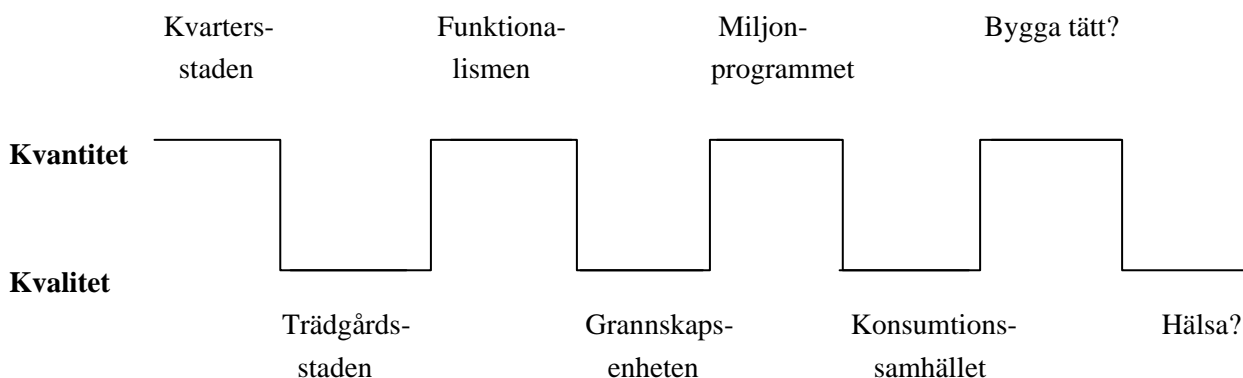 Kvarters- Funktiona- Miljon- Bygga tätt?
staden lismen programmet
Kvantitet
Kvalitet
Trädgårds- Grannskaps- Konsumtions- Hälsa?
staden enheten samhället